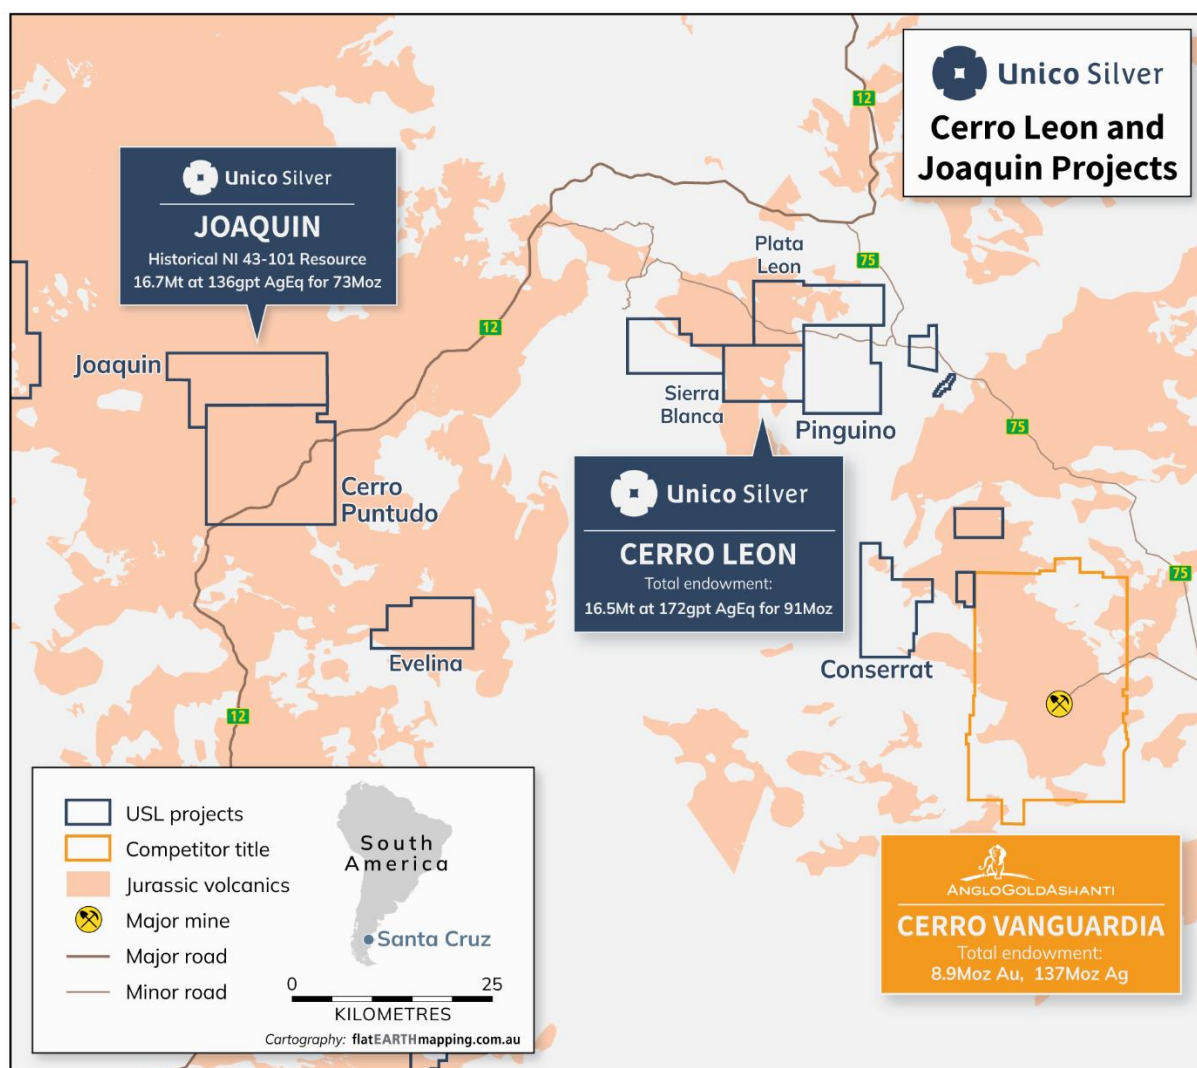 Unico Silver
Cerro Leon and
Joaquin Projects
12
Unico Silver
JOAQUIN
Historical NI 43-101 Resource
16.7Mt at 136gpt AgEq for 73Moz
Plata
Leon
75
12
Joaquin
Sierra
Blanca
Pinguino
75
Cerro
Puntudo
Unico Silver
CERRO LEON
Total endowment:
16.5Mt at 172gpt AgEq for 91Moz
75
Evelina
Conserrat
12
USL projects
Competitor title
Jurassic volcanics
Major mine
Major road
Minor road
South
America
Santa Cruz
0 25
KILOMETRES
Cartography: flatEARTHmapping.com.au
ANGLOGOLDASHANTI
CERRO VANGUARDIA
Total endowment:
8.9Moz Au, 137Moz Ag